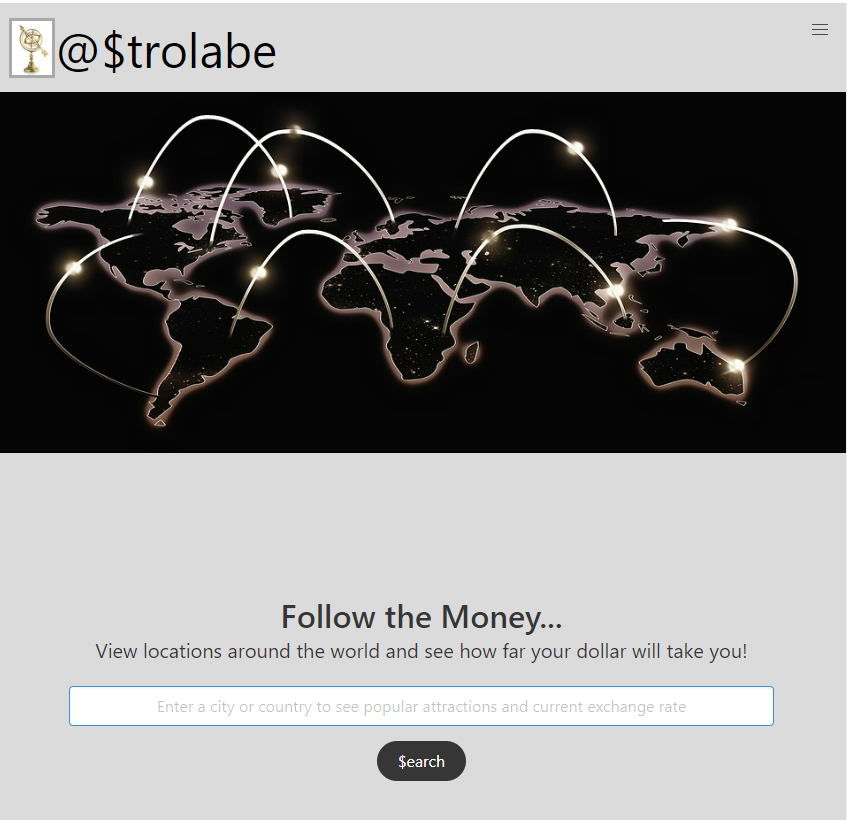 @$trolabe
Follow the Money...
View locations around the world and see how far your dollar will take you!
Enter a city or country to see popular attractions and current exchange rate
$earch